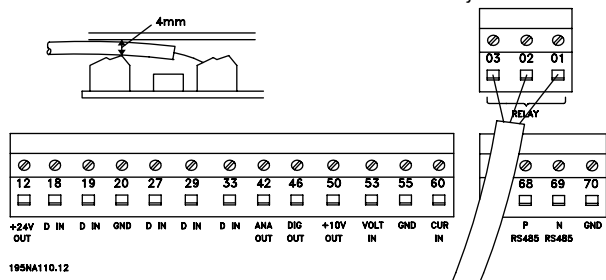 4mm
03 02 01
RELAY
12 18 19 20 27 29 33 42 46 50 53 55 60
68 69 70
+24V OUT D IN D IN GND D IN D IN D IN ANA OUT DIG OUT +10V OUT VOLT IN GND CUR IN
P RS485 N RS485 GND
195NA110.12